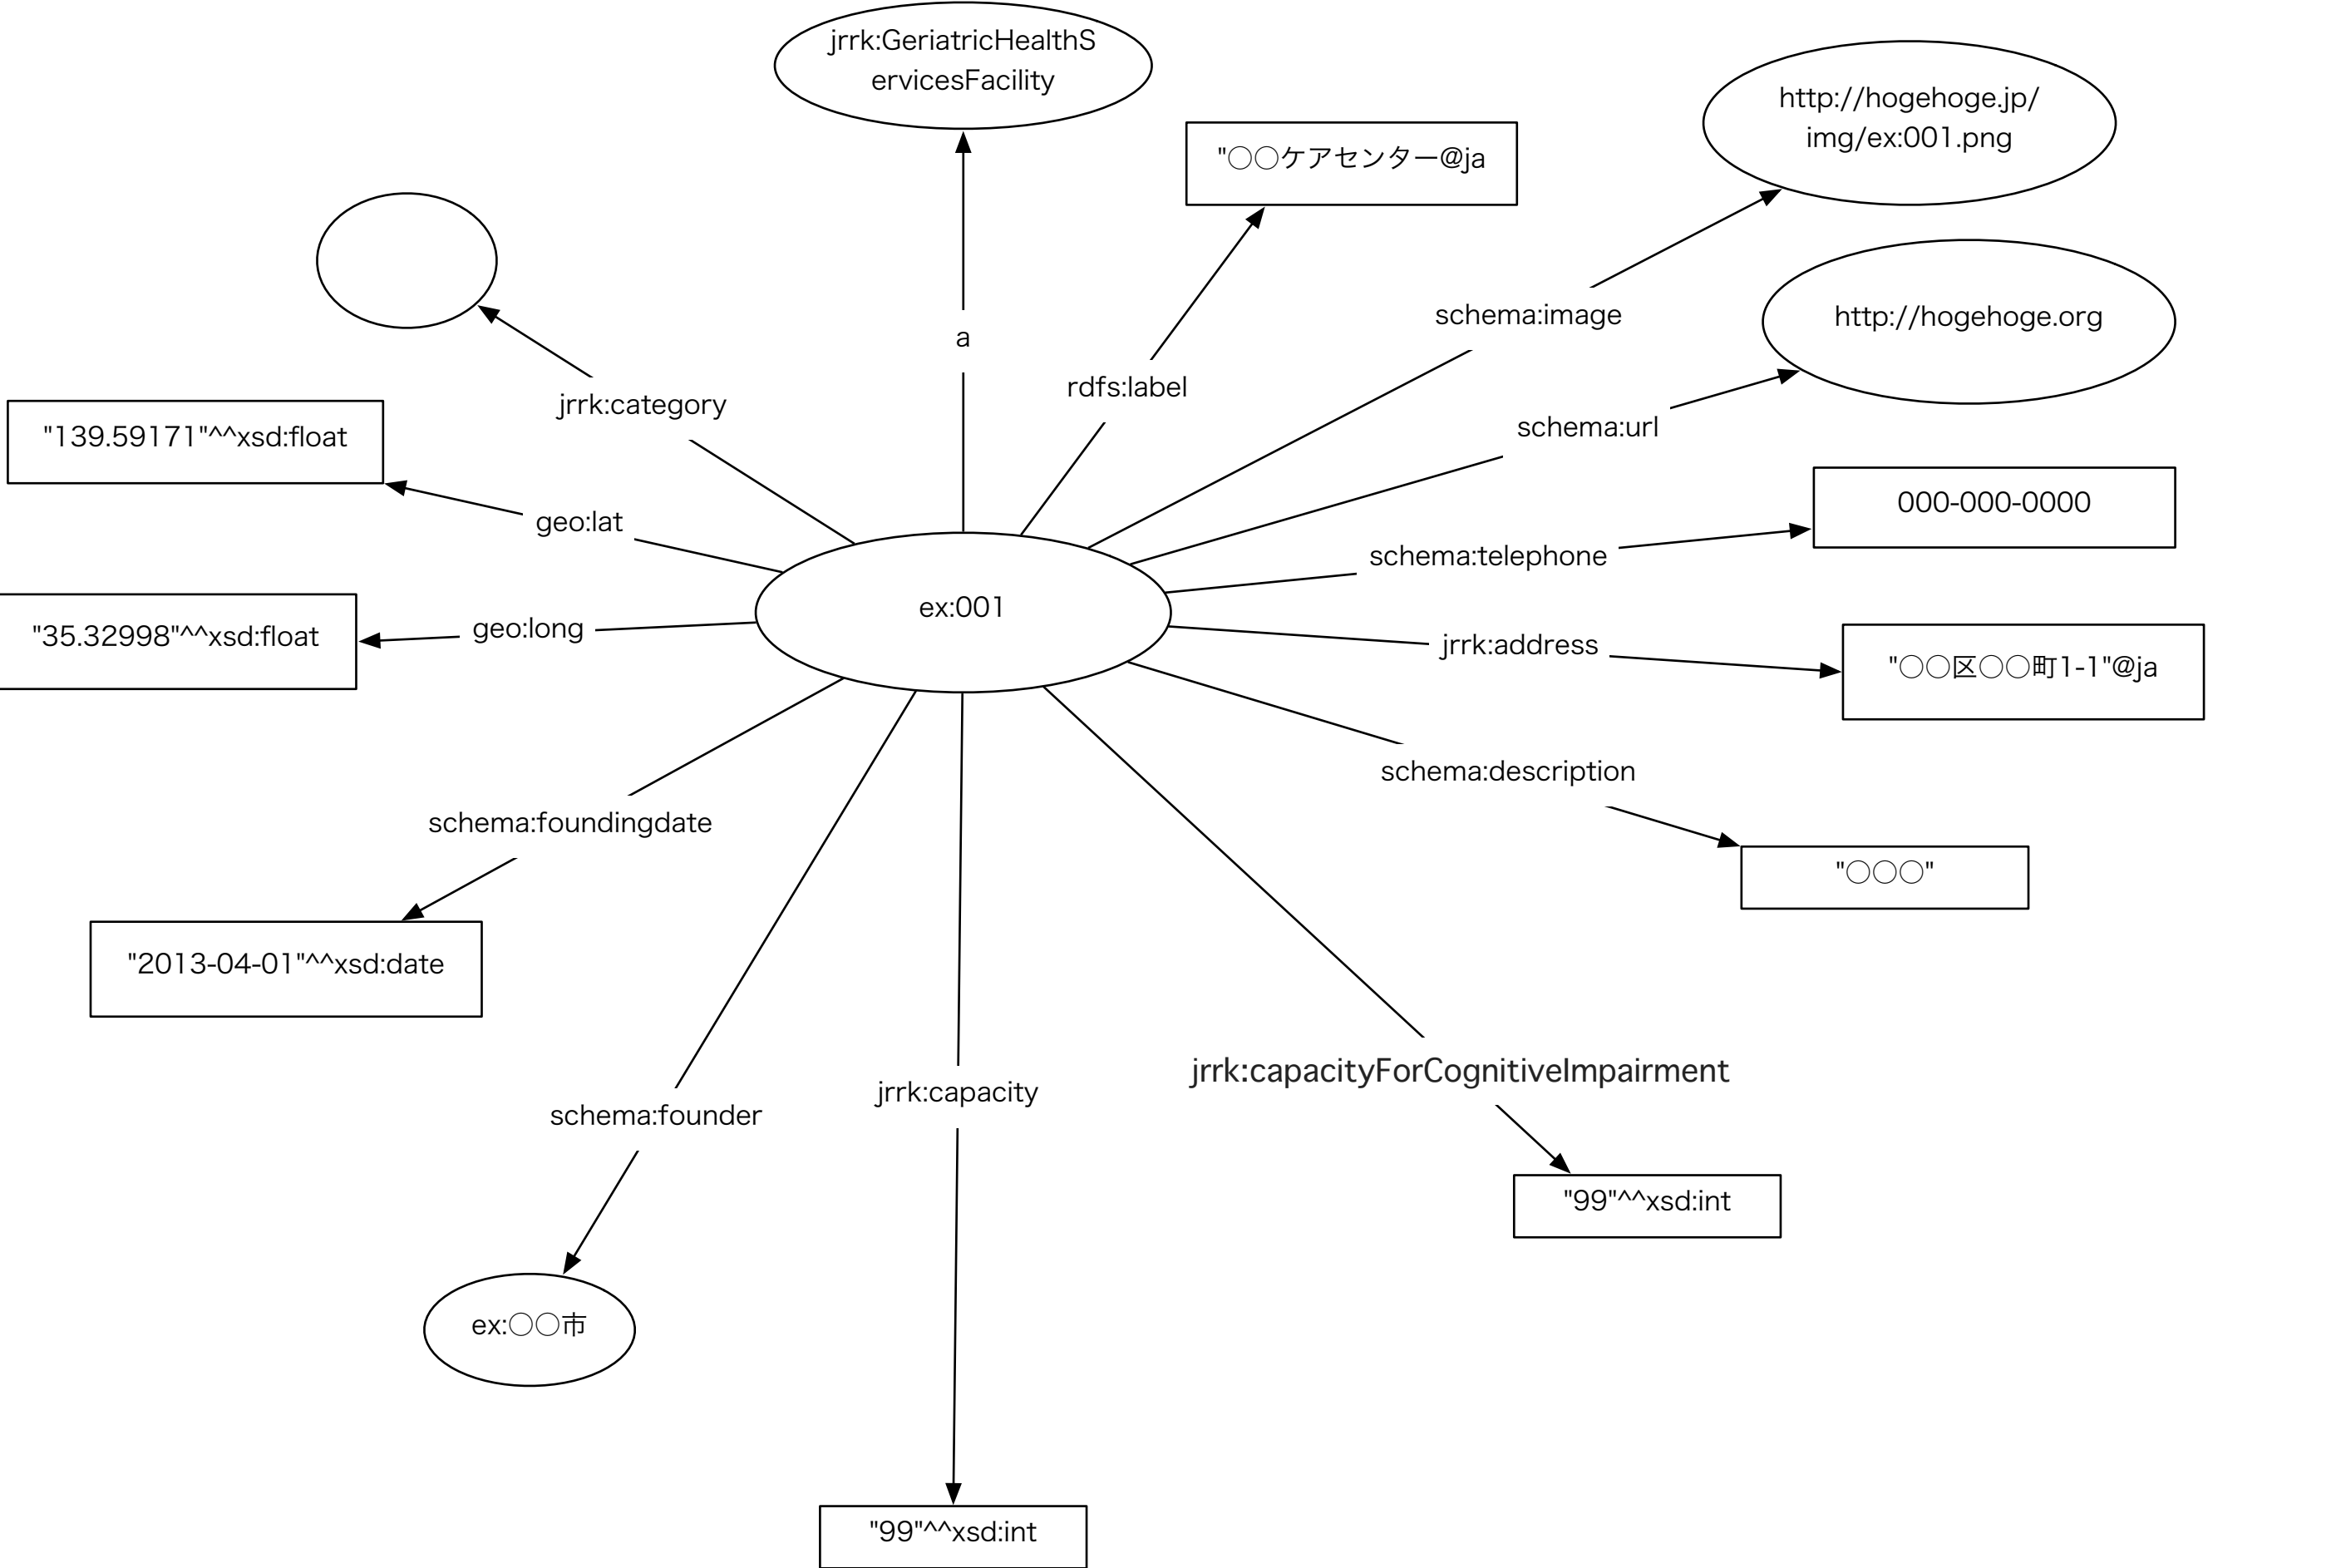 jrrk:GeriatricHealthS
ervicesFacility
http://hogehoge.jp/
img/ex:001.png
"○○ケアセンター@ja
schema:image
http://hogehoge.org
a
rdfs:label
jrrk:category
schema:url
"139.59171"^^xsd:float
geo:lat
000-000-0000
schema:telephone
ex:001
geo:long
"35.32998"^^xsd:float
jrrk:address
"○○区○○町1-1"@ja
schema:description
schema:foundingdate
"○○○"
"2013-04-01"^^xsd:date
jrrk:capacityForCognitiveImpairment
jrrk:capacity
schema:founder
"99"^^xsd:int
ex:○○市
"99"^^xsd:int